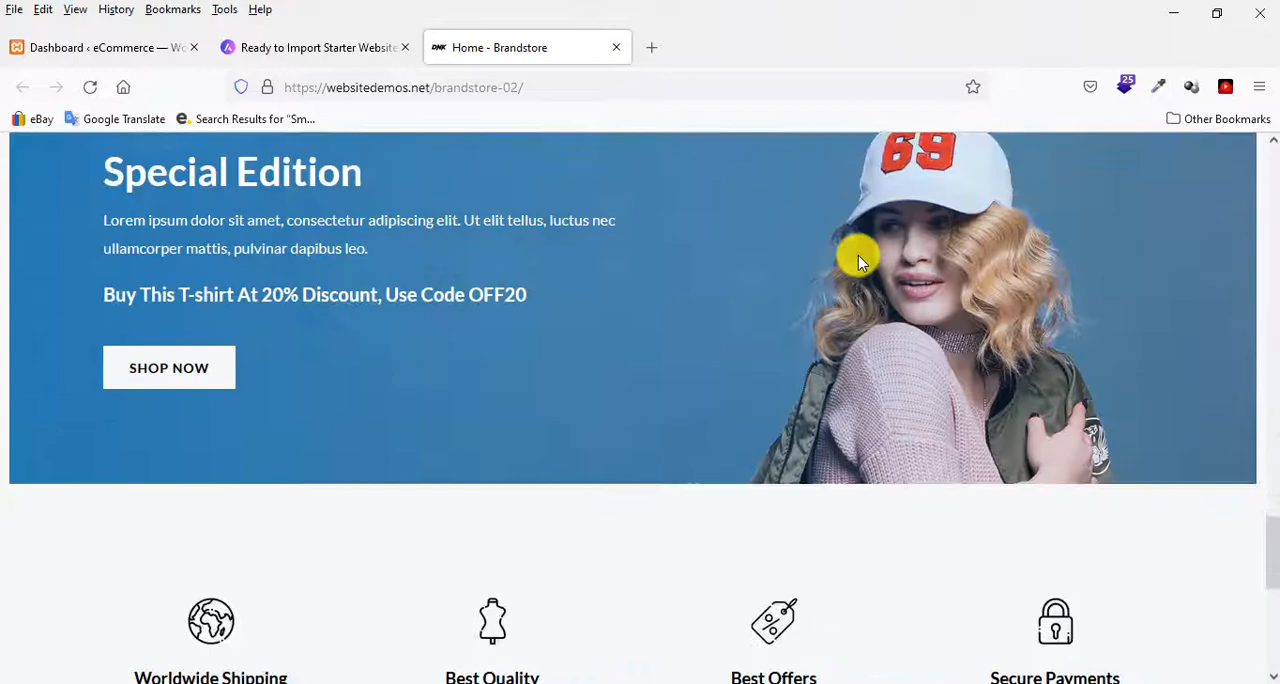 File Edit View History Bookmarks Tools Help
Dashboard ‹ eCommerce — Wo
Ready to Import Starter Website
DNK Home - Brandstore
https://websitedemos.net/brandstore-02/
25
eBay
Google Translate
e. Search Results for "Sm...
Other Bookmarks
69
Special Edition
Lorem ipsum dolor sit amet, consectetur adipiscing elit. Ut elit tellus, luctus nec
ullamcorper mattis, pulvinar dapibus leo.
Buy This T-shirt At 20% Discount, Use Code OFF20
SHOP NOW
Worldwide Shipping
Best Quality
Best Offers
Secure Payments